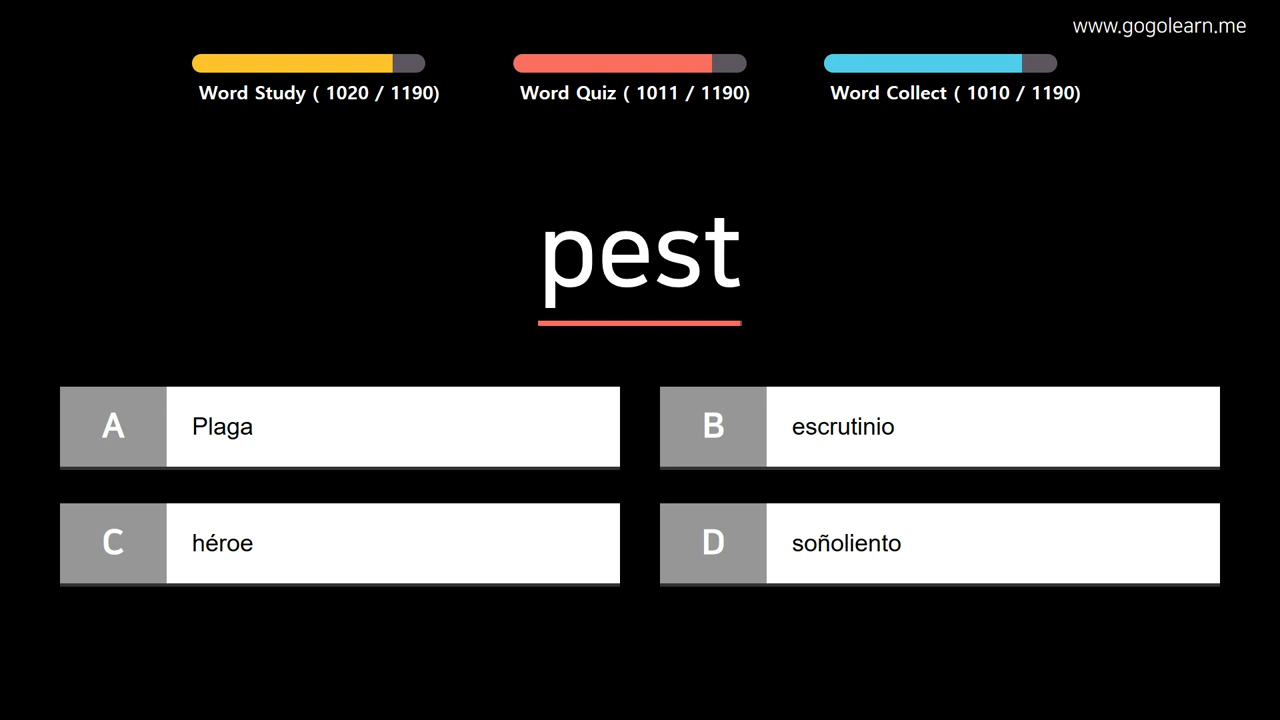 www.gogolearn.me
Word Study ( 1020 / 1190)
Word Quiz ( 1011 / 1190)
Word Collect ( 1010 / 1190)
pest
A Plaga
B escrutinio
C héroe
D soñoliento